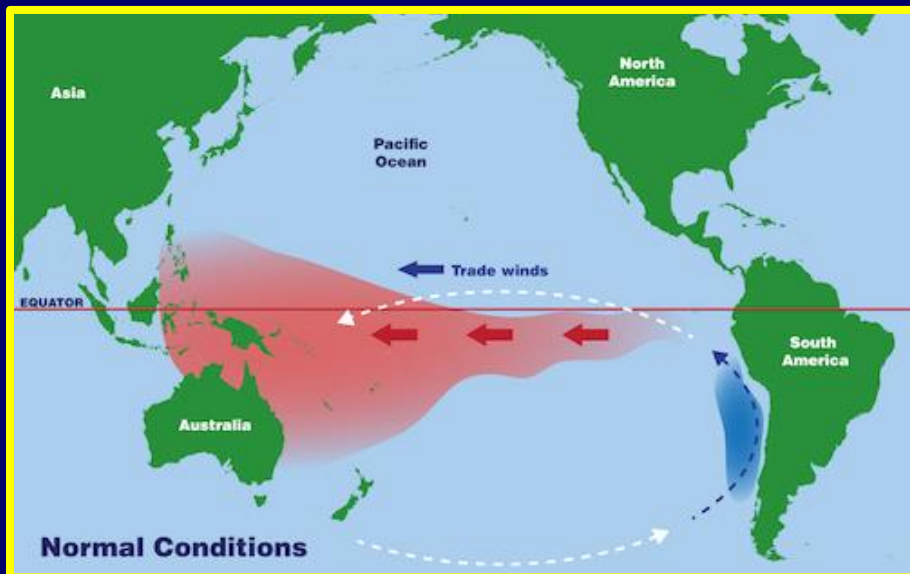 Asia
North
America
Pacific
Ocean
Trade winds
EQUATOR
South
America
Australia
Normal Conditions